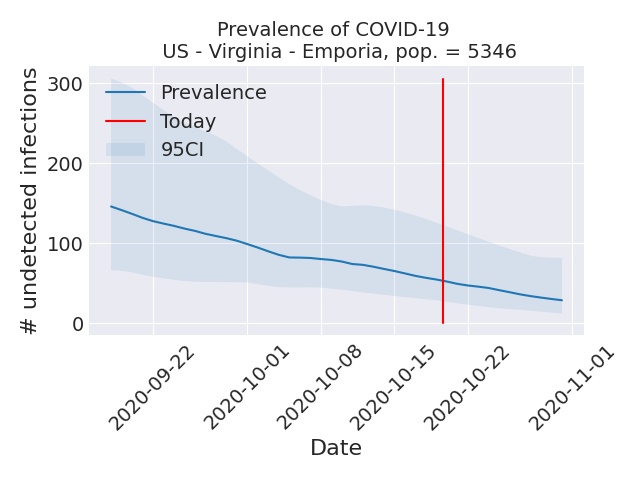 Prevalence of COVID-19
US - Virginia - Emporia, pop. = 5346
# undetected infections
300
200
100
0
Prevalence
Today
95CI
2020-09-22
2020-10-01
2020-10-08
2020-10-15
2020-10-22
2020-11-01
Date